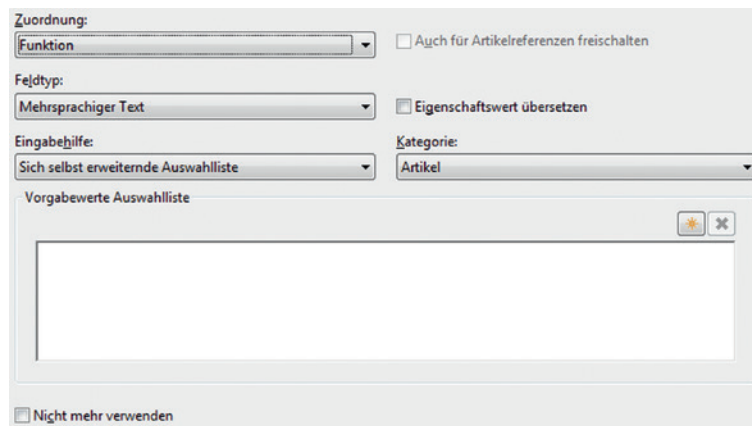 Zuordnung:
Funktion
Auch für Artikelreferenzen freischalten
Feldtyp:
Mehrsprachiger Text
Eigenschaftswert übersetzen
Eingabehilfe:
Kategorie:
Sich selbst erweiternde Auswahlliste
Artikel
Vorgabewerte Auswahlliste
Nicht mehr verwenden